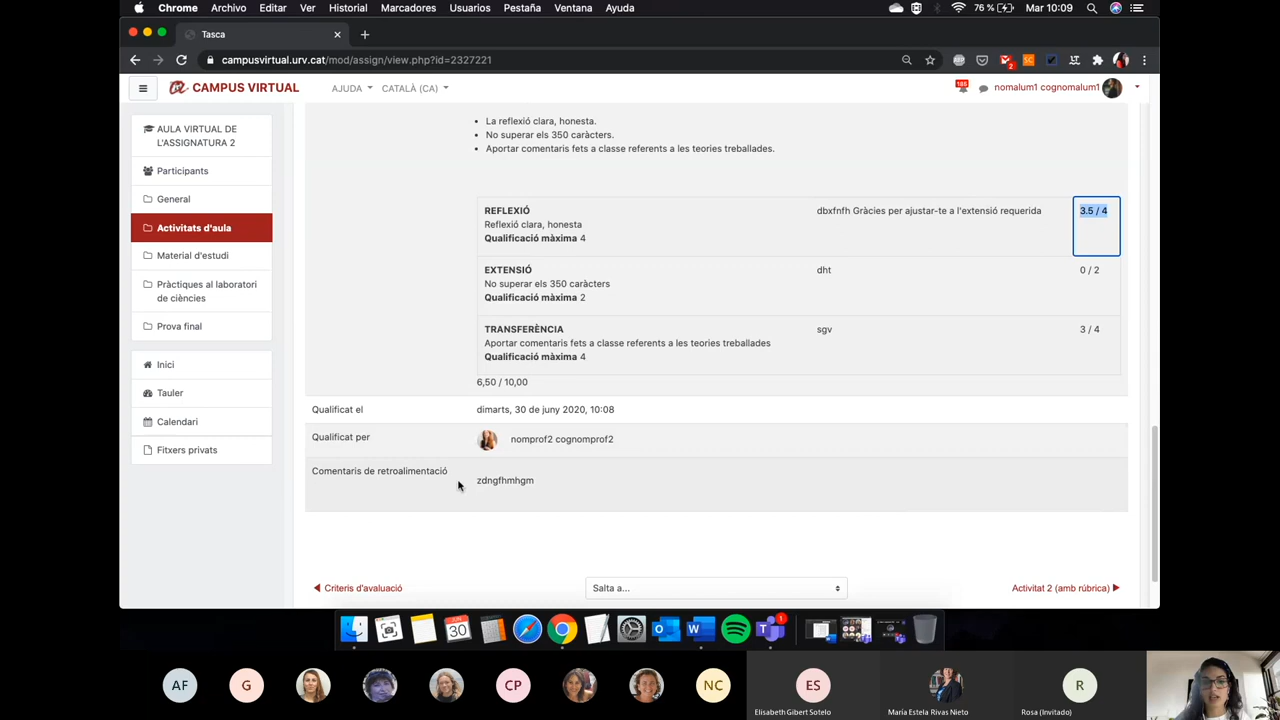 Chrome Arxiu Editar Ver Historial Marcadores Usuarios Pestaña Ventana Ayuda 76 % Mar 10:09
Tasca
campusvirtual.urv.cat/mod/assign/view.php?id=2327221
2
SC
CAMPUS VIRTUAL AJUDA CATALÀ (CA) 185 nomalum1 cognomalum1
AULA VIRTUAL DE
L'ASSIGNATURA 2
Participants
General
Activitats d'aula
Material d'estudi
Pràctiques al laboratori
de ciències
Prova final
Inici
Tauler
Calendari
Fitxers privats
La reflexió clara, honesta.
No superar els 350 caràcters.
Aportar comentaris fets a classe referents a les teories treballades.
REFLEXIÓ dbxfnfh Gràcies per ajustar-te a l'extensió requerida 3.5 / 4
Reflexió clara, honesta
Qualificació màxima 4
EXTENSIÓ dht 0 / 2
No superar els 350 caràcters
Qualificació màxima 2
TRANSFERÈNCIA sgv 3 / 4
Aportar comentaris fets a classe referents a les teories treballades
Qualificació màxima 4
6,50 / 10,00
Qualificat el dimarts, 30 de juny 2020, 10:08
Qualificat per nomprof2 cognomprof2
Comentaris de retroalimentació
zdngfhmhgm
Criteris d'avaluació Salta a... Activitat 2 (amb rúbrica)
JUN
30
1
AF G CP NC ES R
Elisabeth Gibert Sotelo María Estela Rivas Nieto Rosa (Invitado)